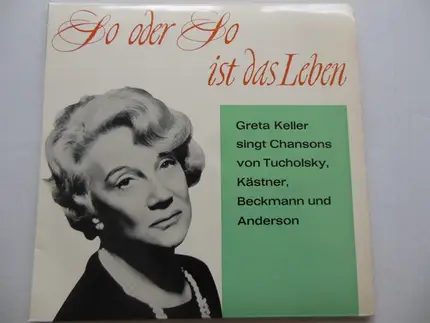 So oder So
ist das Leben
Greta Keller
singt Chansons
von Tucholsky,
Kästner,
Beckmann und
Anderson